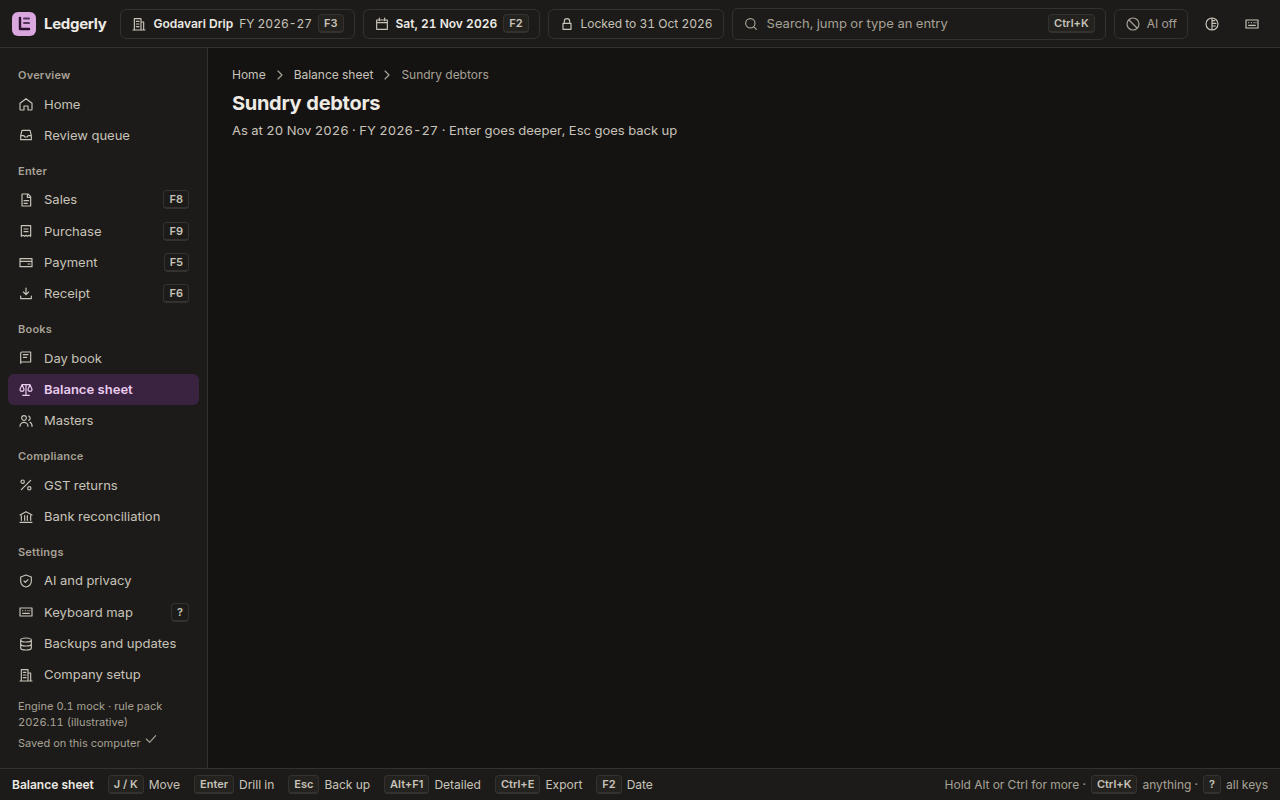 Ledgerly
Godavari Drip FY 2026-27 F3
Sat, 21 Nov 2026 F2
Locked to 31 Oct 2026
Search, jump or type an entry Ctrl+K
AI off
Overview
Home
Review queue
Enter
Sales F8
Purchase F9
Payment F5
Receipt F6
Books
Day book
Balance sheet
Masters
Compliance
GST returns
Bank reconciliation
Settings
AI and privacy
Keyboard map ?
Backups and updates
Company setup
Engine 0.1 mock · rule pack
2026.11 (illustrative)
Saved on this computer
Home > Balance sheet > Sundry debtors
Sundry debtors
As at 20 Nov 2026 · FY 2026-27 · Enter goes deeper, Esc goes back up
Balance sheet J / K Move Enter Drill in Esc Back up Alt+F1 Detailed Ctrl+E Export F2 Date
Hold Alt or Ctrl for more · Ctrl+K anything · ? all keys